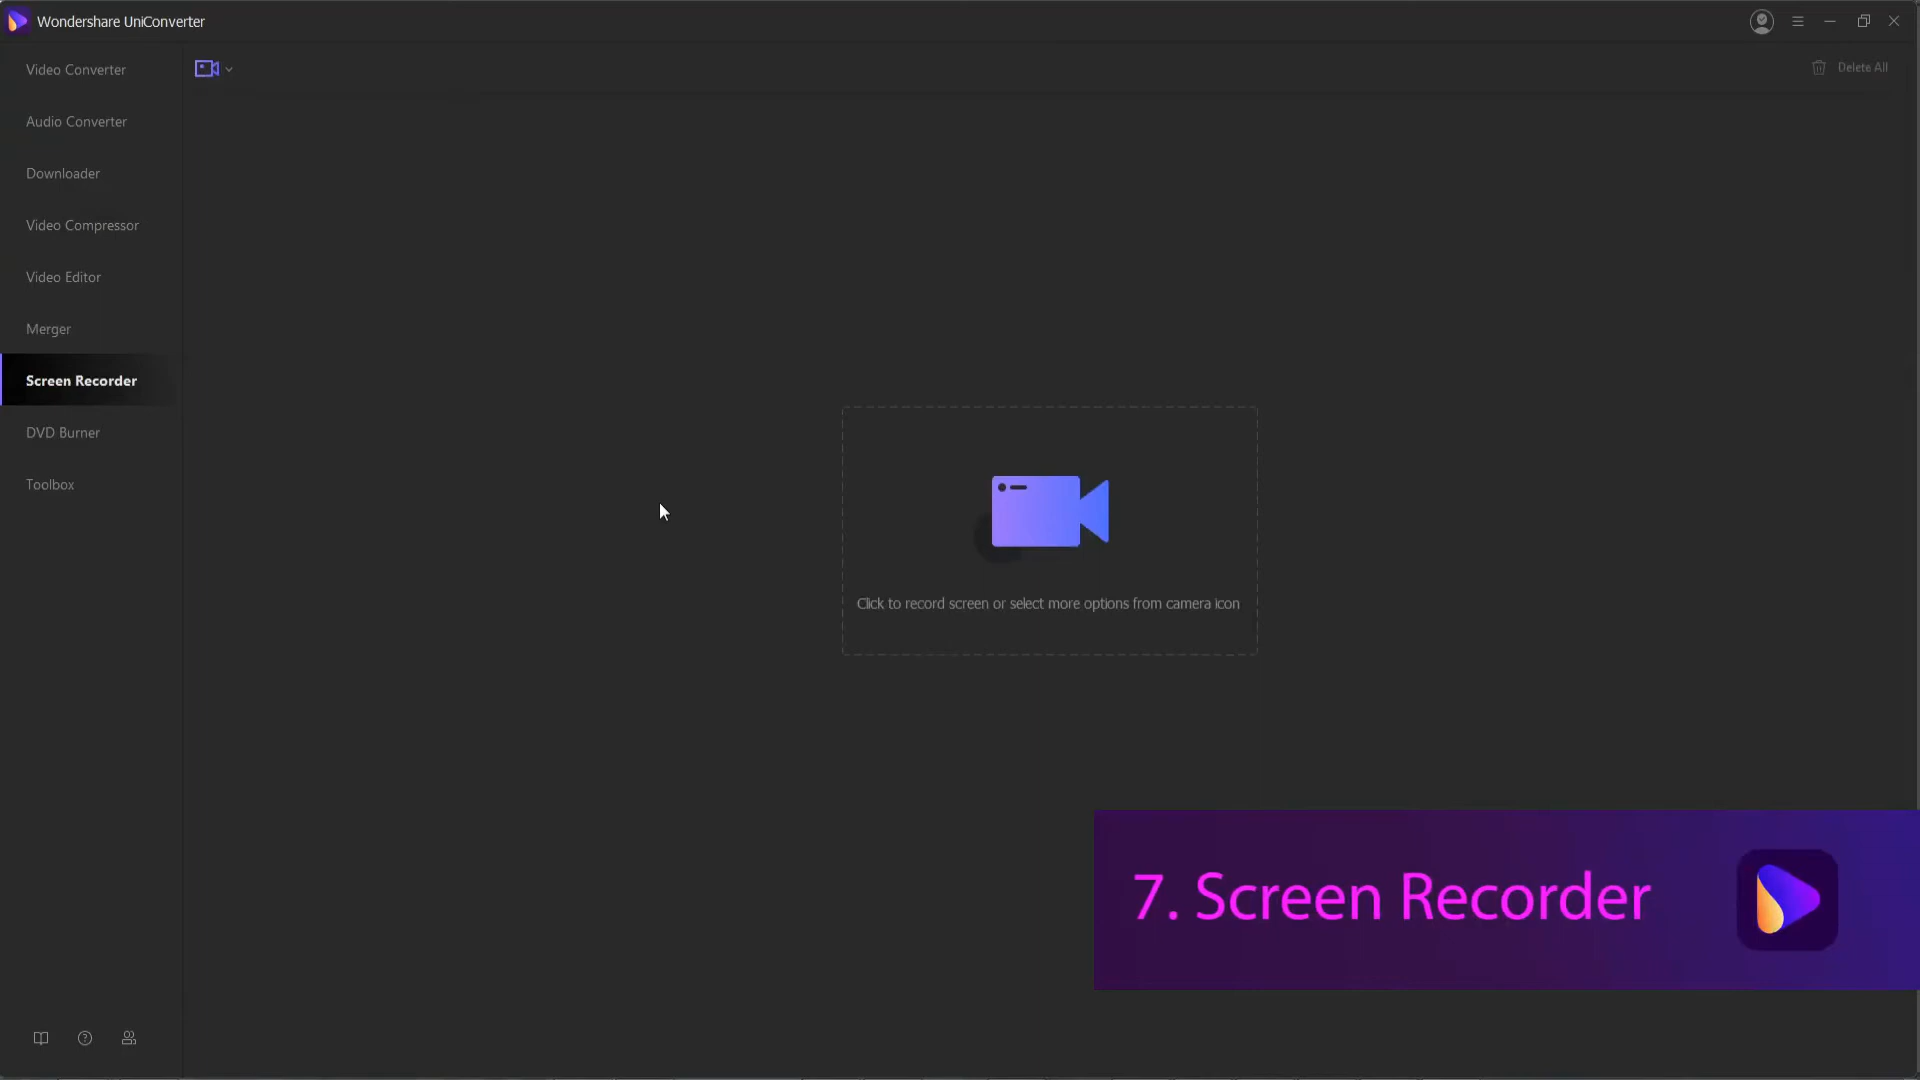 Wondershare UniConverter
Video Converter
Delete All
Audio Converter
Downloader
Video Compressor
Video Editor
Merger
Screen Recorder
DVD Burner
Toolbox
Click to record screen or select more options from camera icon
7. Screen Recorder